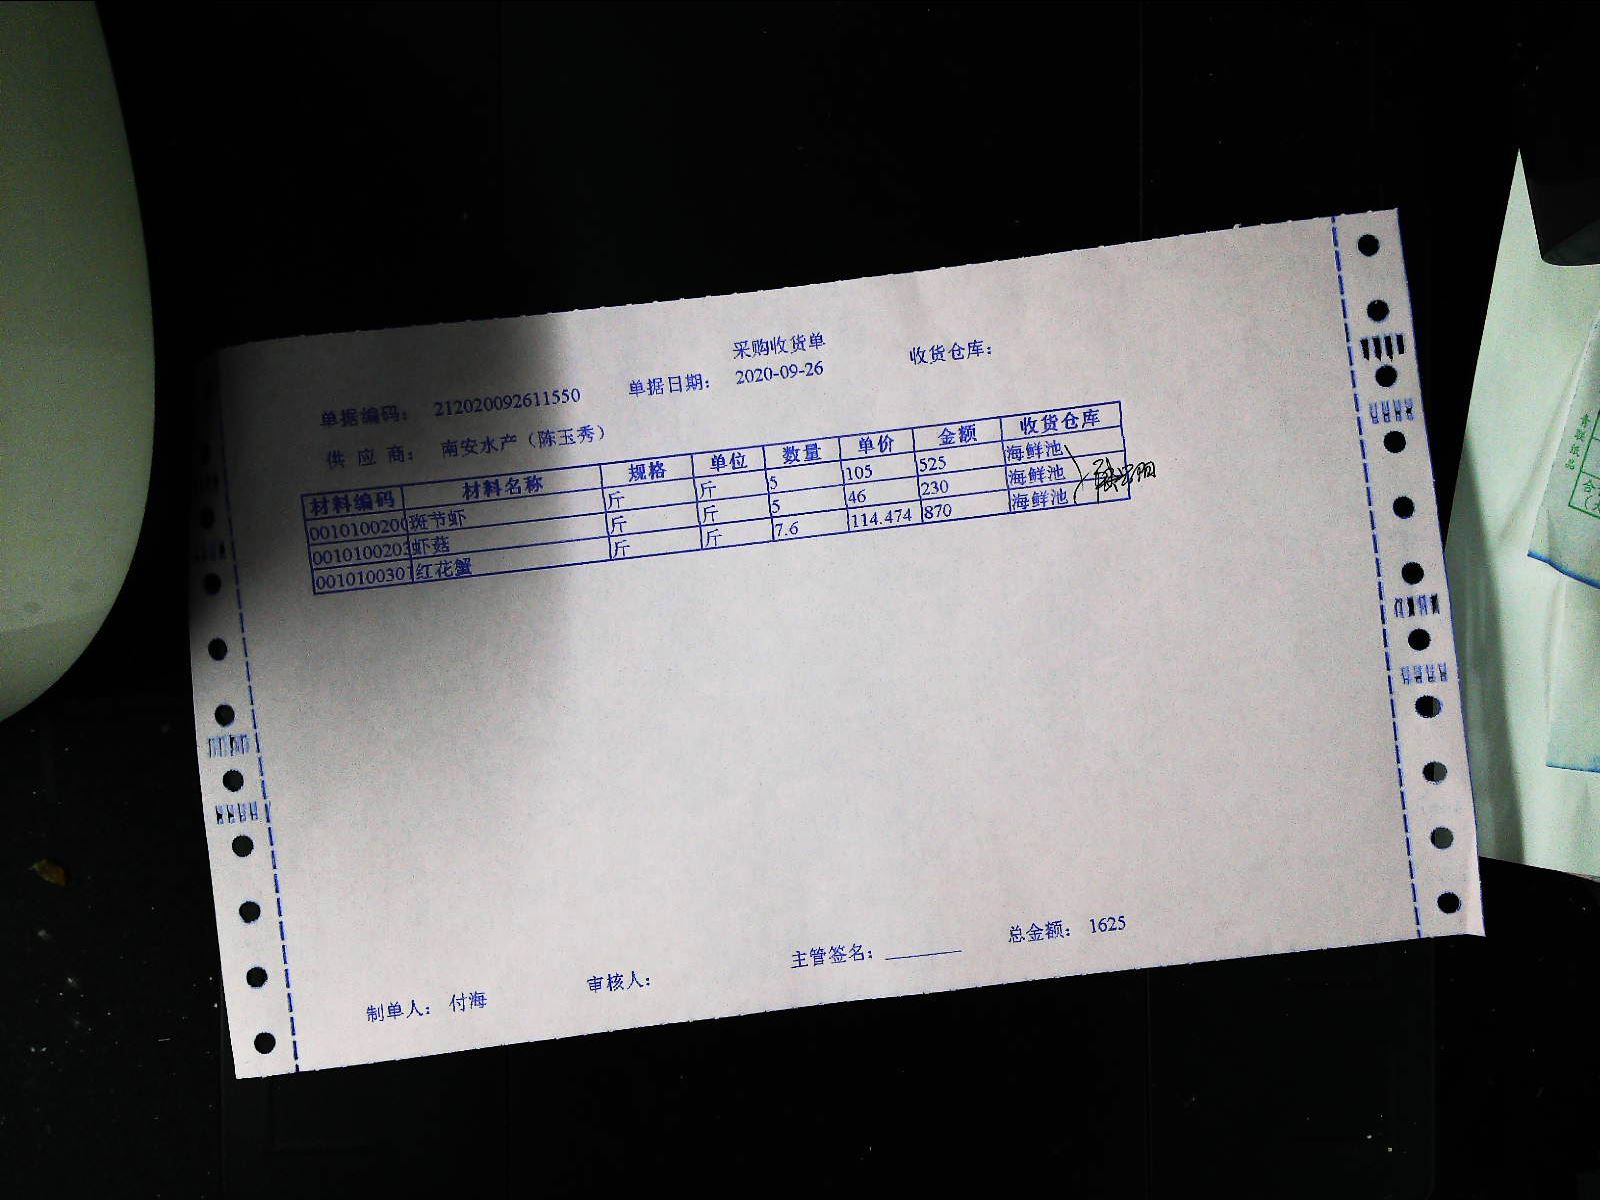 采购收货单
单据编码： 212020092611550 单据日期： 2020-09-26 收货仓库：
供 应 商： 南安水产（陈玉秀）
材料编码 材料名称 规格 单位 数量 单价 金额 收货仓库
0010100200 斑节虾 斤 斤 5 105 525 海鲜池
001010020 虾菇 斤 斤 5 46 230 海鲜池
001010030 红花蟹 斤 斤 7.6 114.474 870 海鲜池
制单人： 付海 审核人： 主管签名： 总金额： 1625